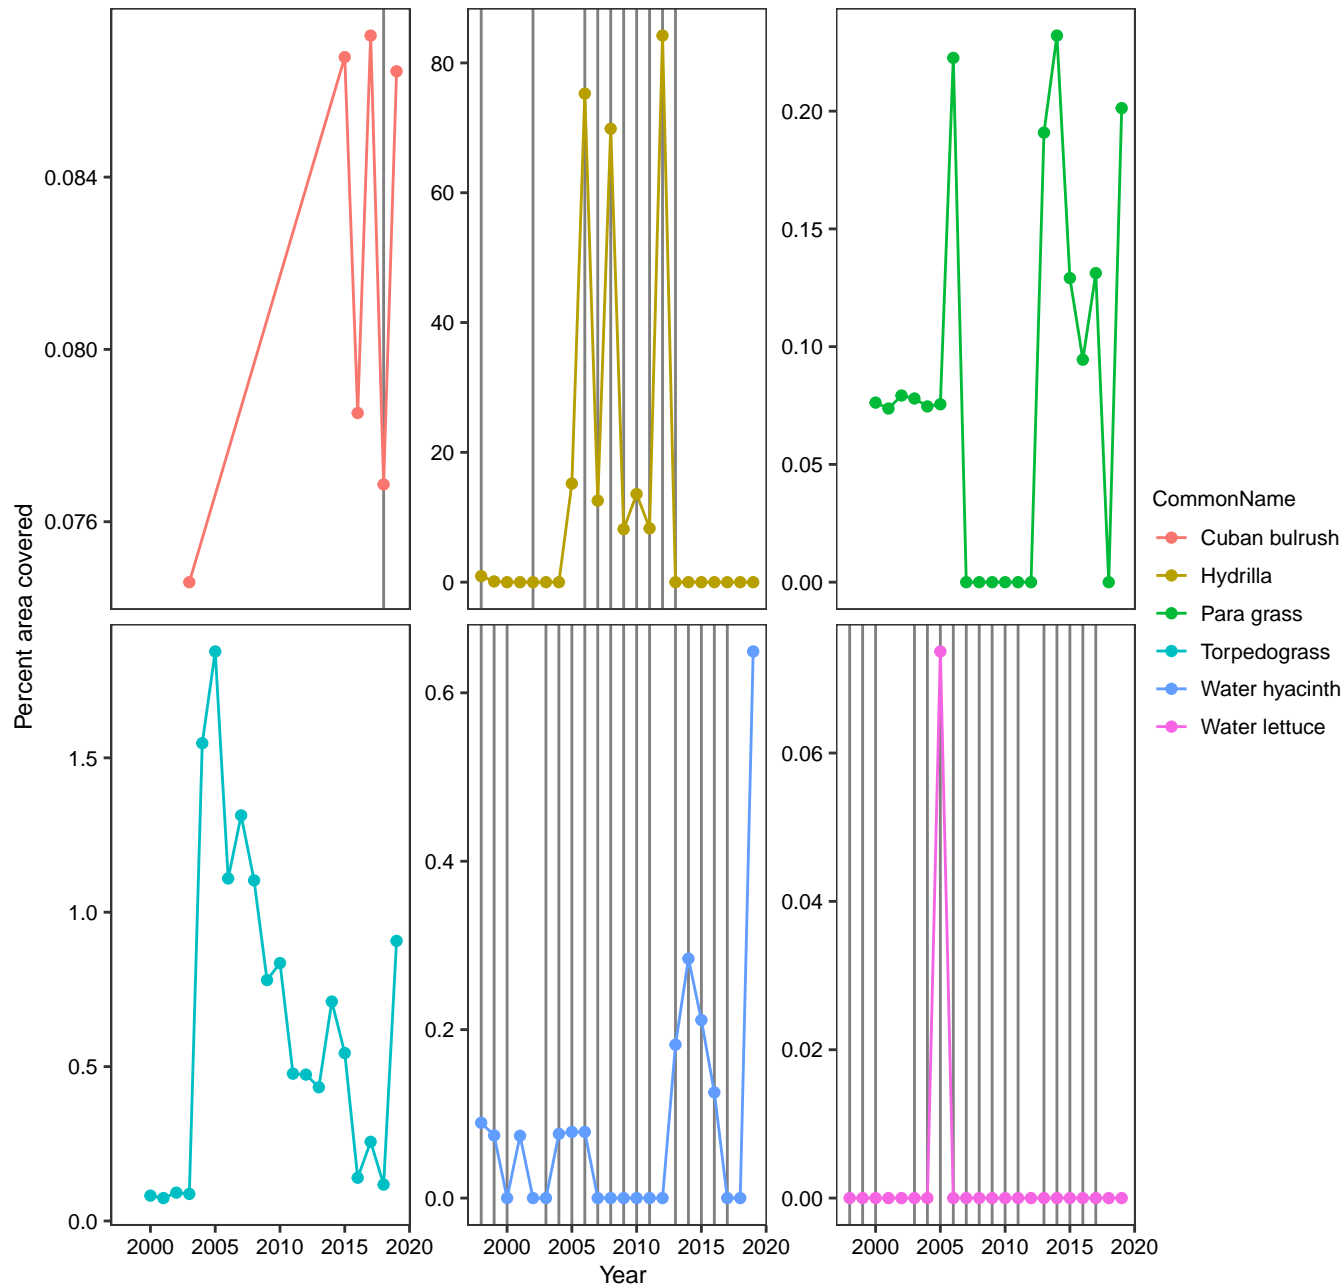 Percent area covered
0.084
0.080
0.076
80
60
40
20
0
0.20
0.15
0.10
0.05
0.00
1.5
1.0
0.5
0.0
0.6
0.4
0.2
0.0
0.06
0.04
0.02
0.00
2000 2005 2010 2015 2020
2000 2005 2010 2015 2020
2000 2005 2010 2015 2020
Year
CommonName
Cuban bulrush
Hydrilla
Para grass
Torpedograss
Water hyacinth
Water lettuce